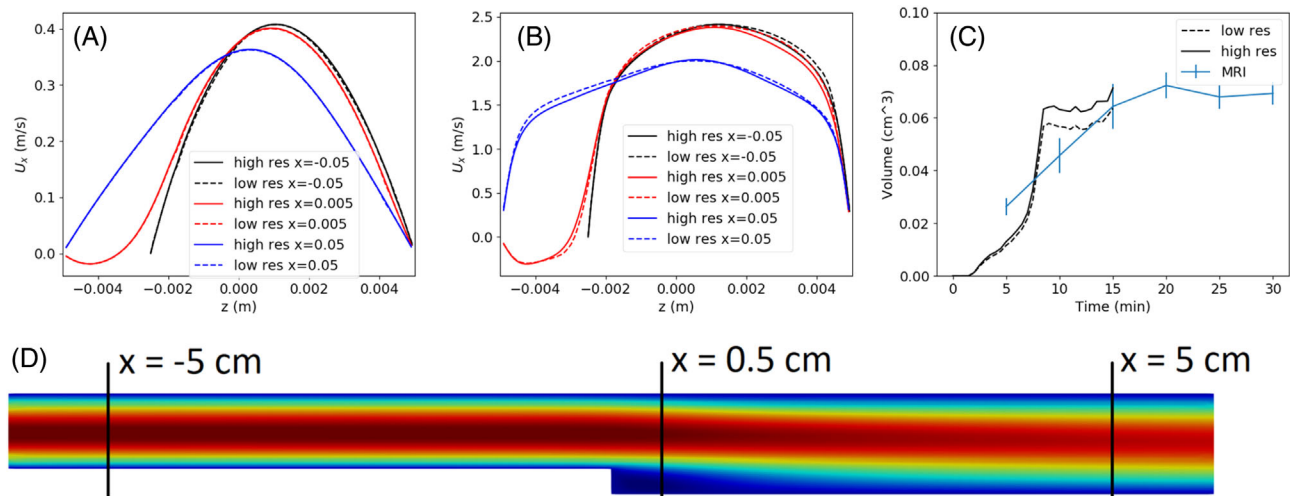 (A)
U_x (m/s)
0.4
0.3
0.2
0.1
0.0
high res x=-0.05
low res x=-0.05
high res x=0.005
low res x=0.005
high res x=0.05
low res x=0.05
−0.004 −0.002 0.000 0.002 0.004
z (m)
(B)
U_x (m/s)
2.5
2.0
1.5
1.0
0.5
0.0
high res x=-0.05
low res x=-0.05
high res x=0.005
low res x=0.005
high res x=0.05
low res x=0.05
−0.004 −0.002 0.000 0.002 0.004
z (m)
(C)
Volume (cm^3)
0.10
0.08
0.06
0.04
0.02
0.00
low res
high res
MRI
0 5 10 15 20 25 30
Time (min)
(D)
x = -5 cm
x = 0.5 cm
x = 5 cm